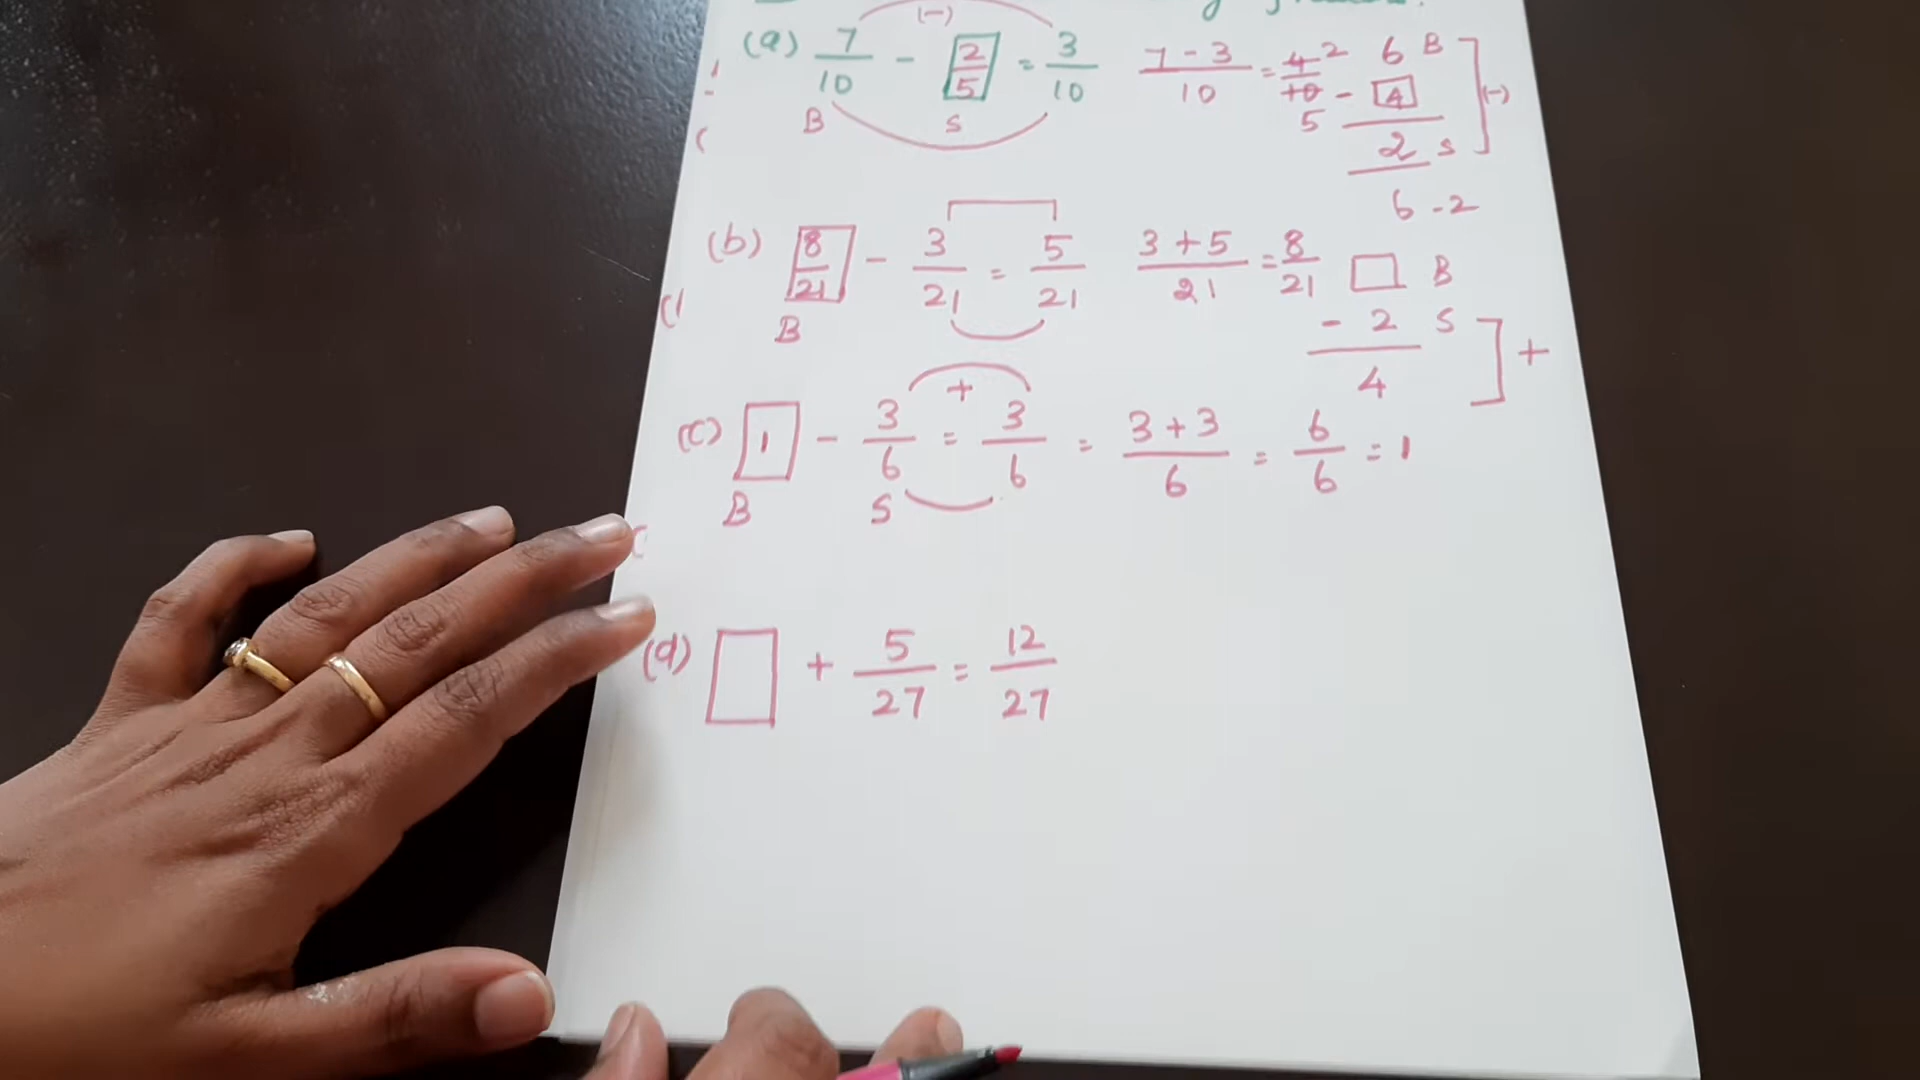 (a) 7/10 - 2/5 = 3/10 (-) 7 - 3/10 = 4/10 2 5
B S
6 B
- 4
2 S (-)
6 - 2
(b) 8/21 - 3/21 = 5/21 3 + 5/21 = 8/21
B
□ B
- 2 S
4 +
(c) 1 - 3/6 = 3/6 + = 3 + 3/6 = 6/6 = 1
B S
(d) □ + 5/27 = 12/27